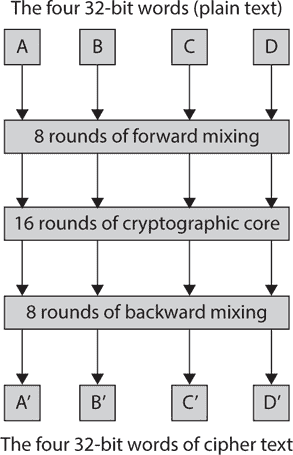 The four 32-bit words (plain text)
A B C D
8 rounds of forward mixing
16 rounds of cryptographic core
8 rounds of backward mixing
A′ B′ C′ D′
The four 32-bit words of cipher text